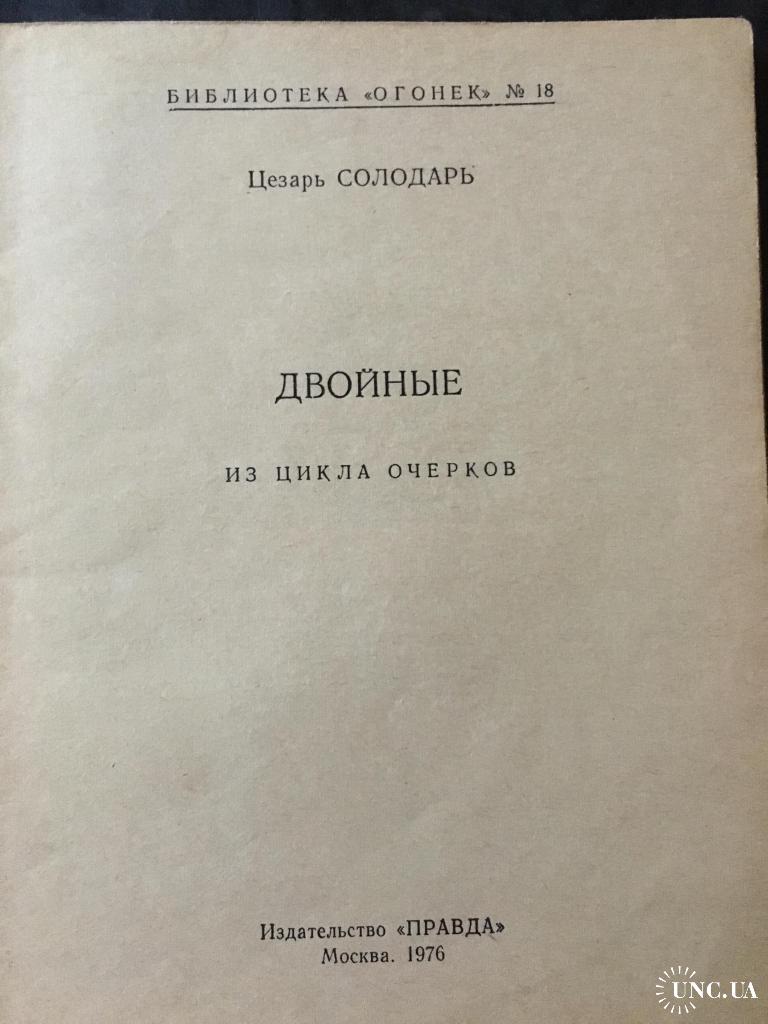 БИБЛИОТЕКА «ОГОНЕК» № 18
Цезарь СОЛОДАРЬ
ДВОЙНЫЕ
ИЗ ЦИКЛА ОЧЕРКОВ
Издательство «ПРАВДА»
Москва. 1976
UNC.UA